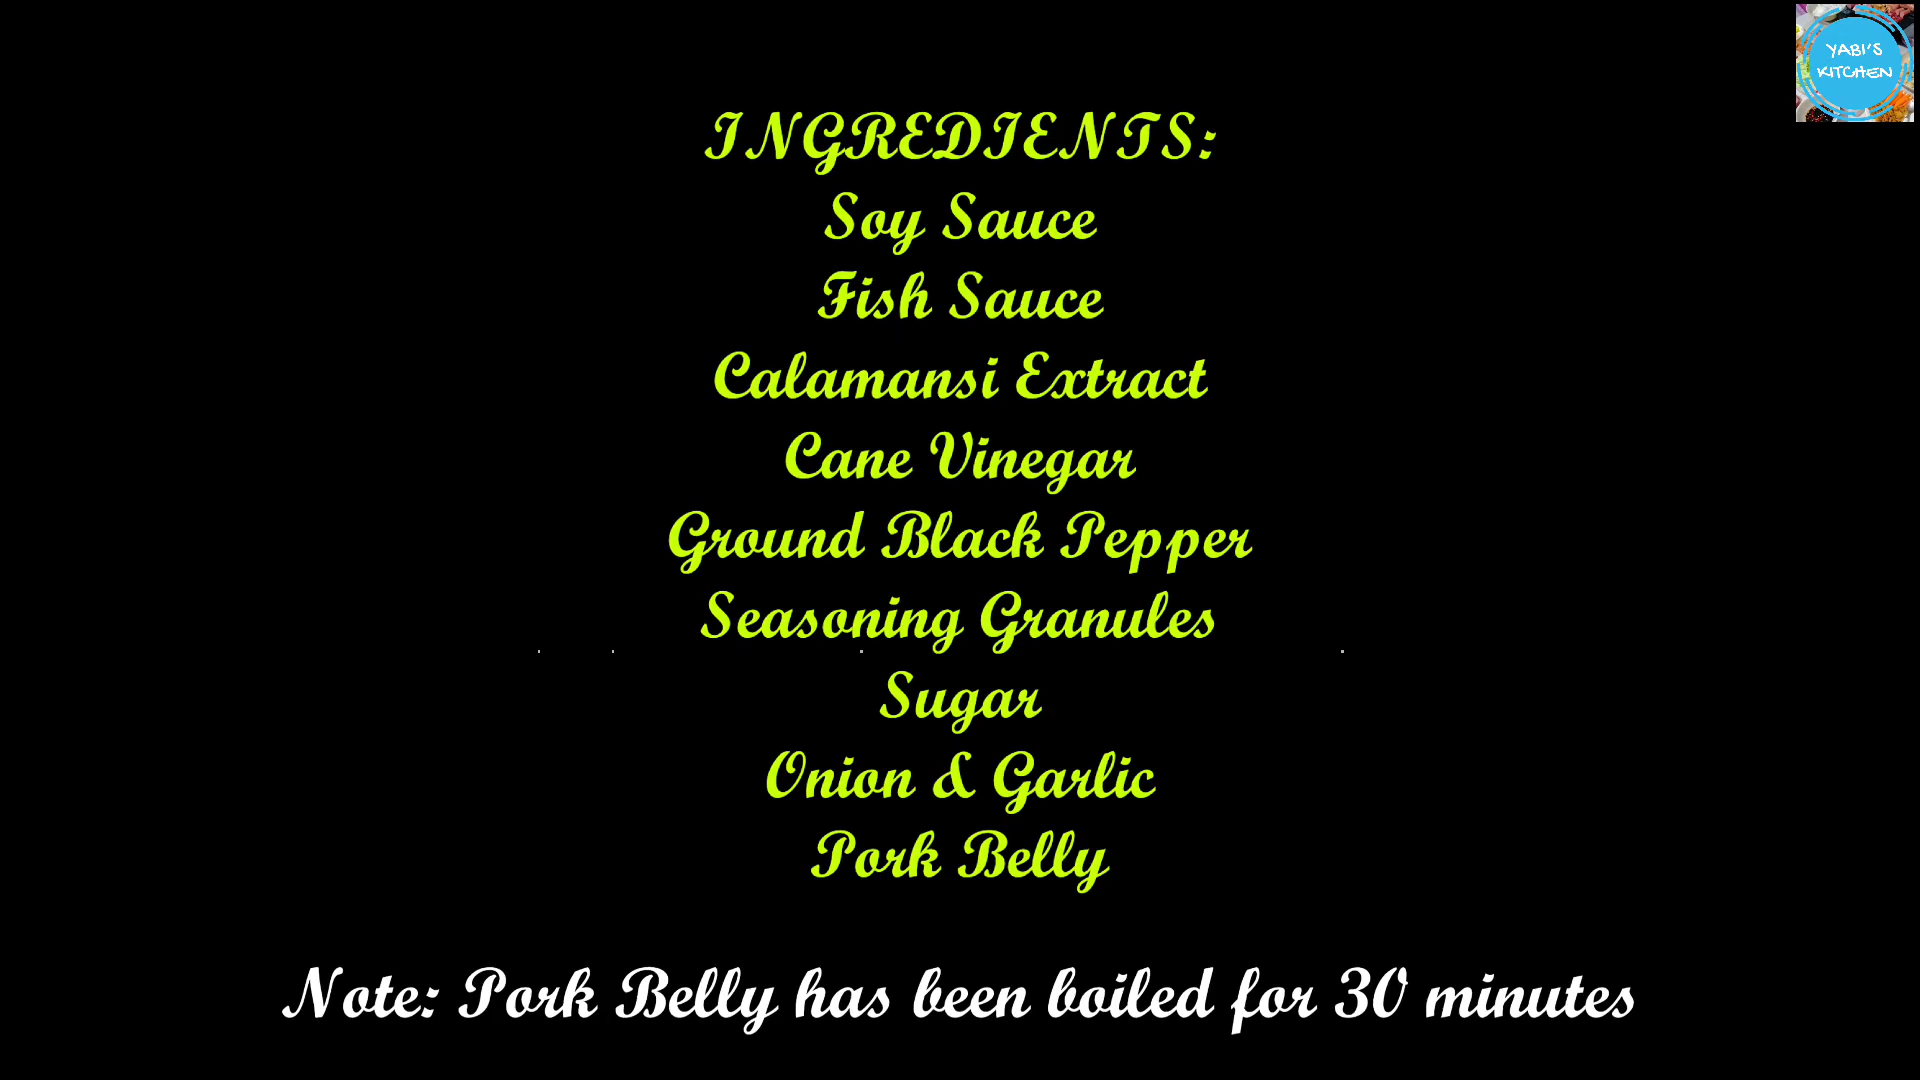 YABI'S
KITCHEN
INGREDIENTS:
Soy Sauce
Fish Sauce
Calamansi Extract
Cane Vinegar
Ground Black Pepper
Seasoning Granules
Sugar
Onion & Garlic
Pork Belly
Note: Pork Belly has been boiled for 30 minutes